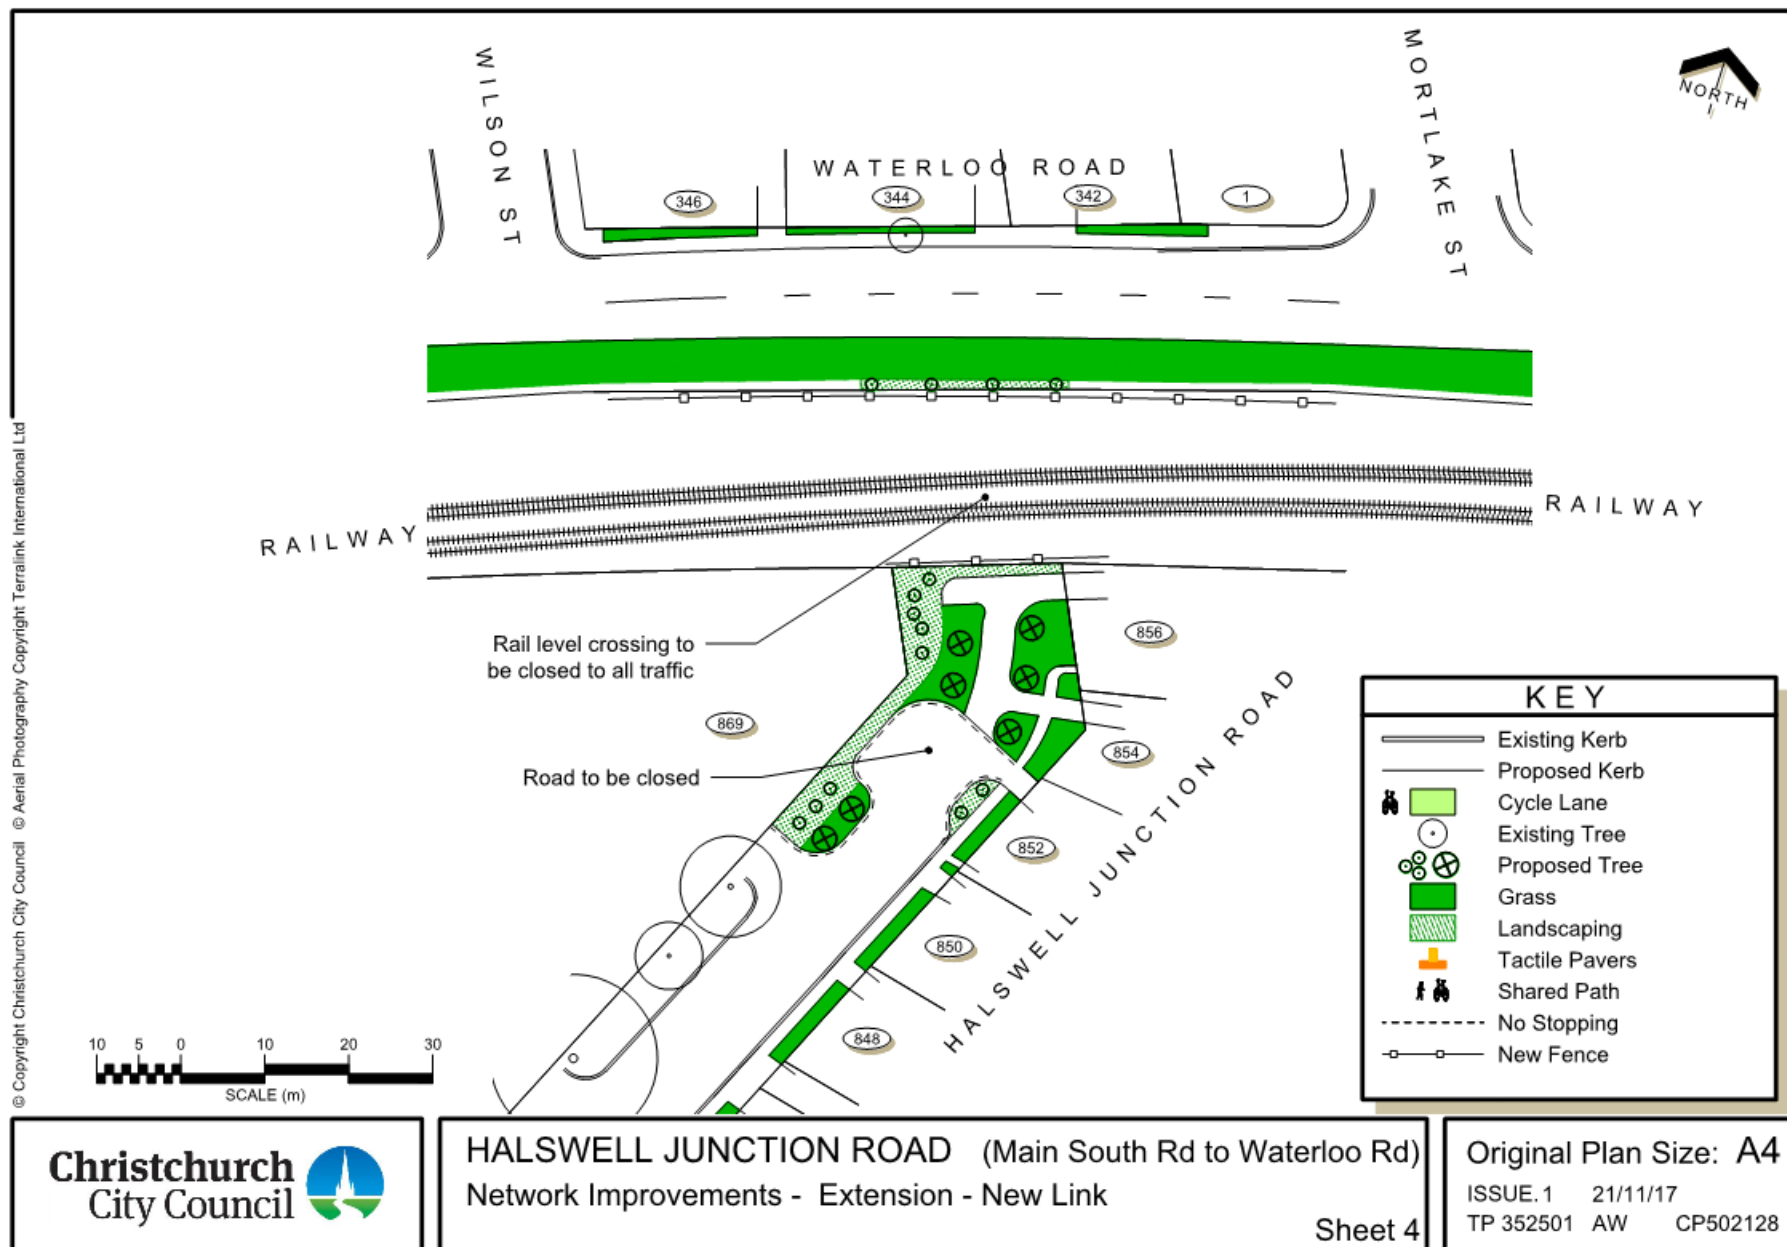 WILSON ST
MORTLAKE ST
NORTH
WATERLOO ROAD
346
344
342
1
RAILWAY
RAILWAY
Rail level crossing to
be closed to all traffic
856
869
854
Road to be closed
852
850
848
HALSWELL JUNCTION ROAD
KEY
Existing Kerb
Proposed Kerb
Cycle Lane
Existing Tree
Proposed Tree
Grass
Landscaping
Tactile Pavers
Shared Path
No Stopping
New Fence
10 5 0 10 20 30
SCALE (m)
© Copyright Christchurch City Council © Aerial Photography Copyright Terralink International Ltd
Christchurch
City Council
HALSWELL JUNCTION ROAD (Main South Rd to Waterloo Rd)
Network Improvements - Extension - New Link
Sheet 4
Original Plan Size: A4
ISSUE.1 21/11/17
TP 352501 AW CP502128